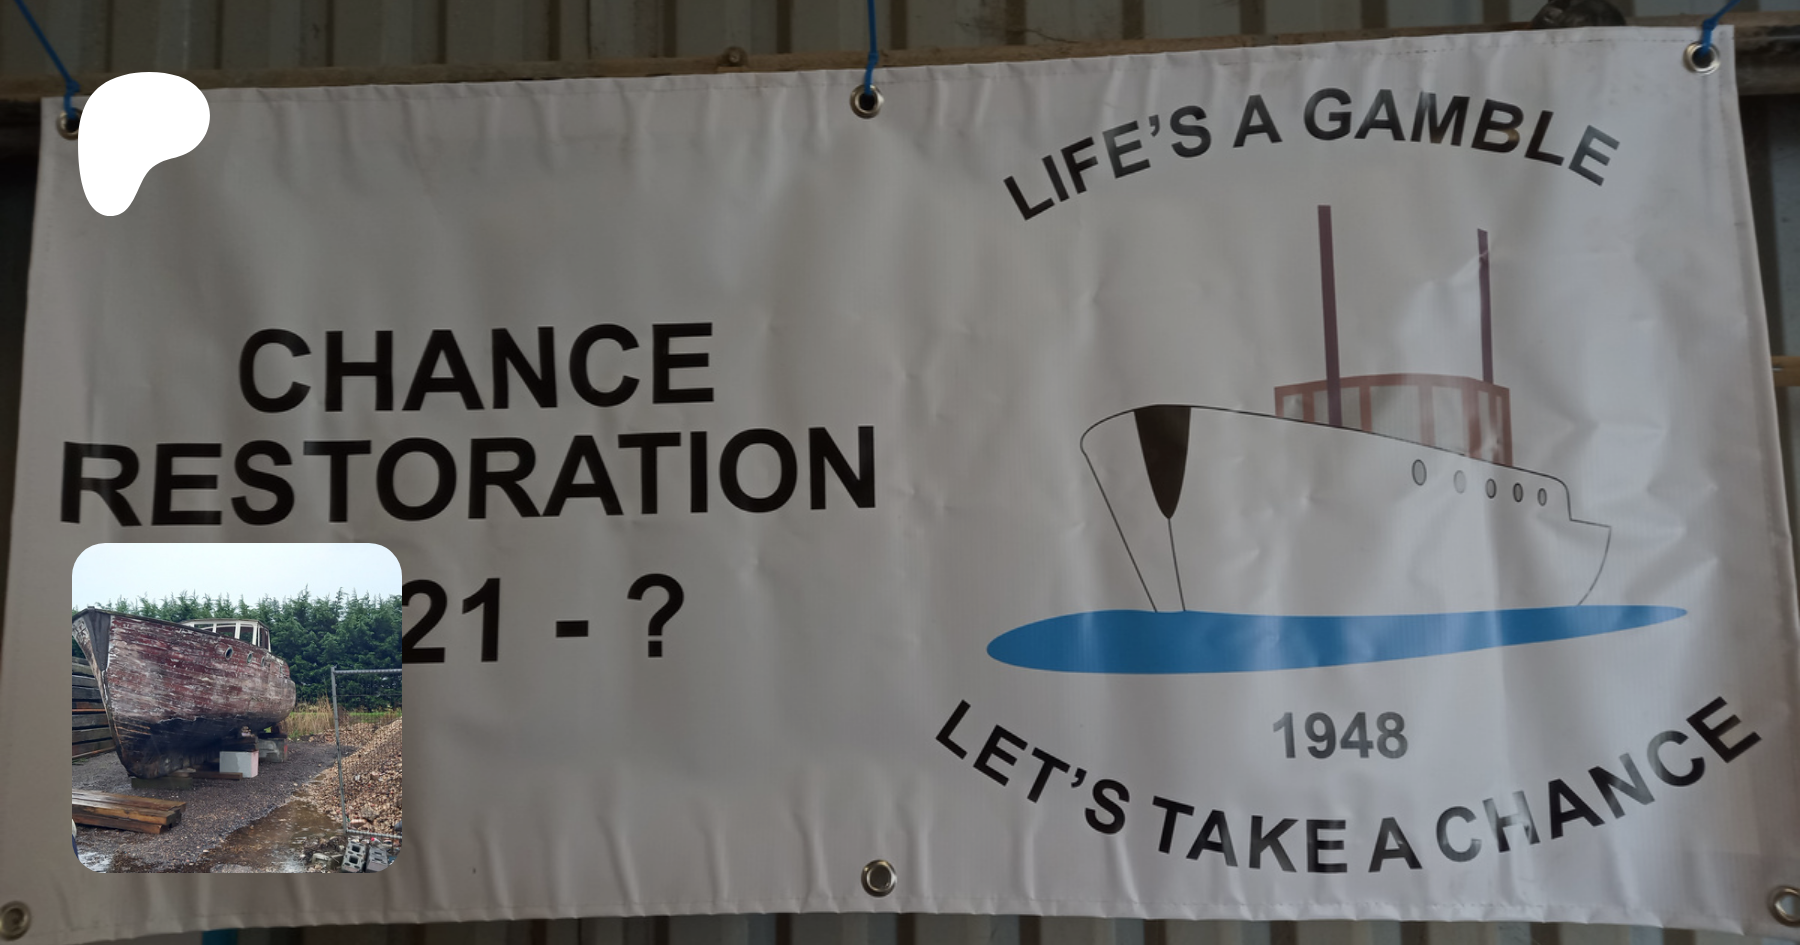 CHANCE
RESTORATION
21 - ?
LIFE'S A GAMBLE
1948
LET'S TAKE A CHANCE